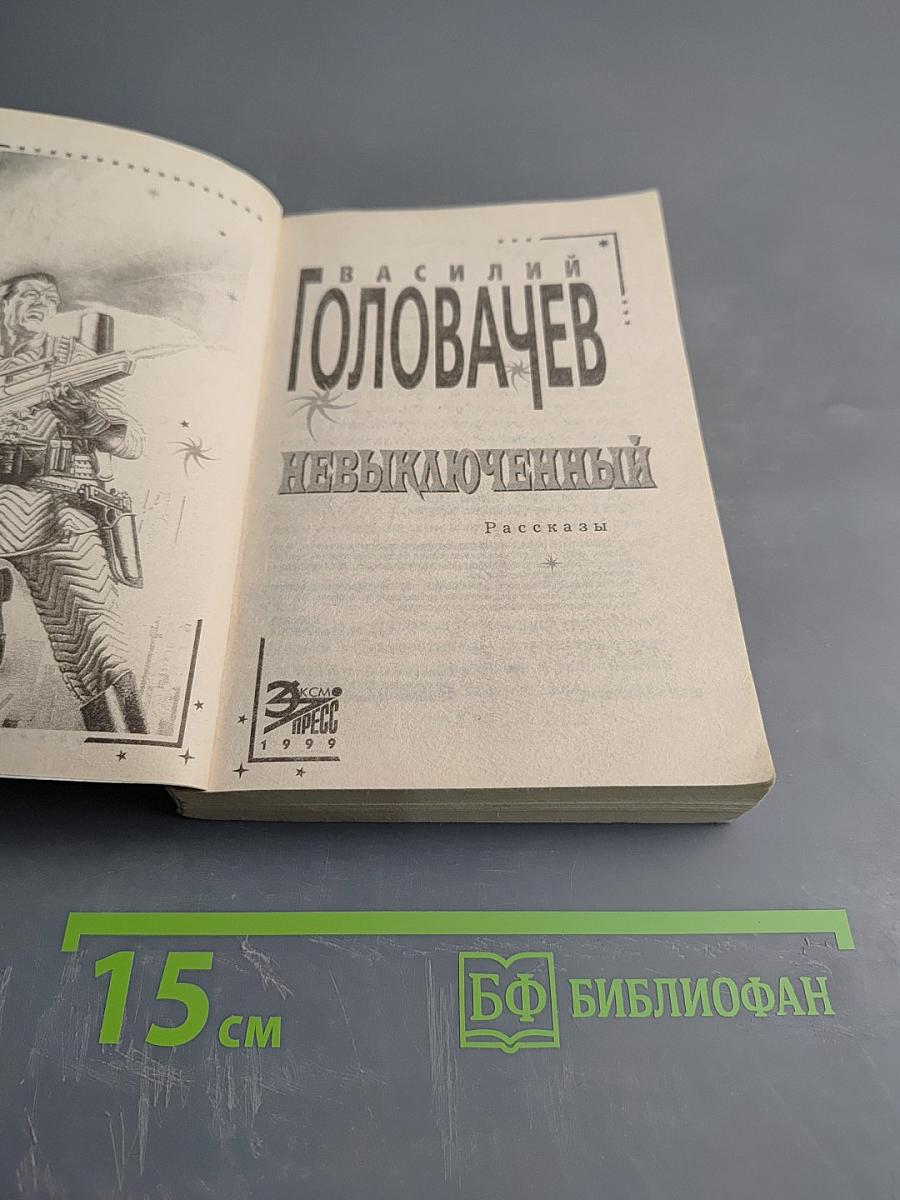 ВАСИЛИЙ
ГОЛОВАЧЕВ
НЕВЫКЛЮЧЕННЫЙ
Рассказы
ЭКСМО
ПРЕСС
1999
15 см
БФ БИБЛИОФАН